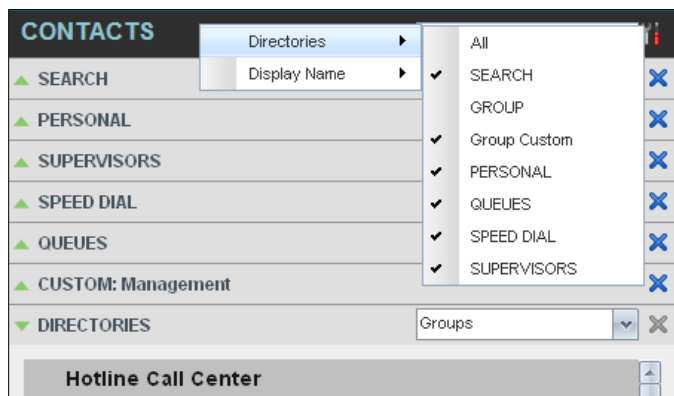 CONTACTS
Directories
Display Name
All
SEARCH
GROUP
Group Custom
PERSONAL
QUEUES
SPEED DIAL
SUPERVISORS
SEARCH
PERSONAL
SUPERVISORS
SPEED DIAL
QUEUES
CUSTOM: Management
DIRECTORIES
Groups
Hotline Call Center